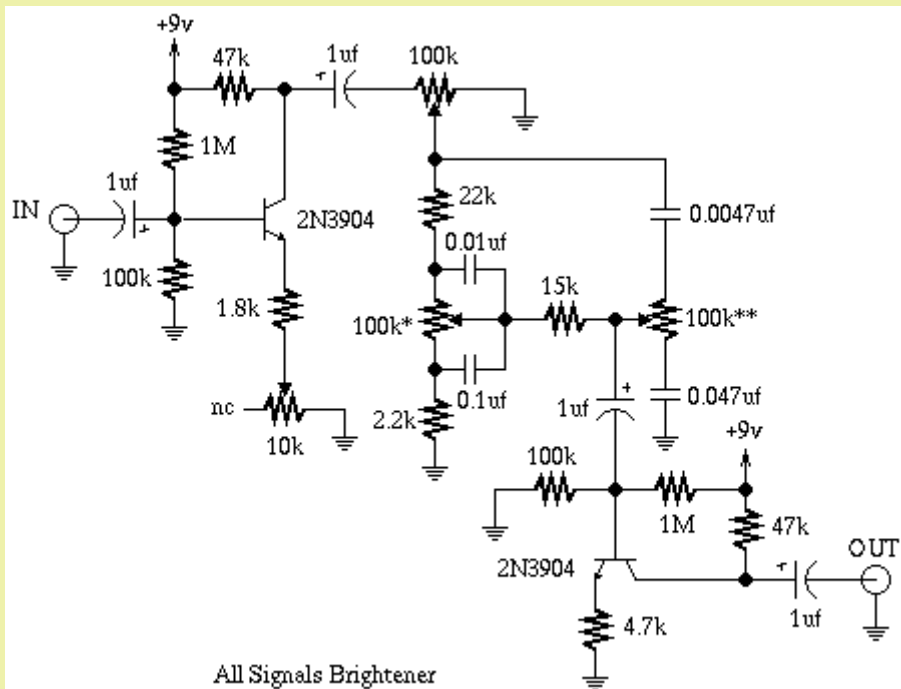 +9v
47k
1uf
100k
1M
1uf
22k
IN
2N3904
0.0047uf
0.01uf
100k
15k
1.8k
100k*
100k**
0.1uf
nc
2.2k
1uf
0.047uf
10k
+9v
100k
1M
47k
2N3904
OUT
4.7k
1uf
All Signals Brightener